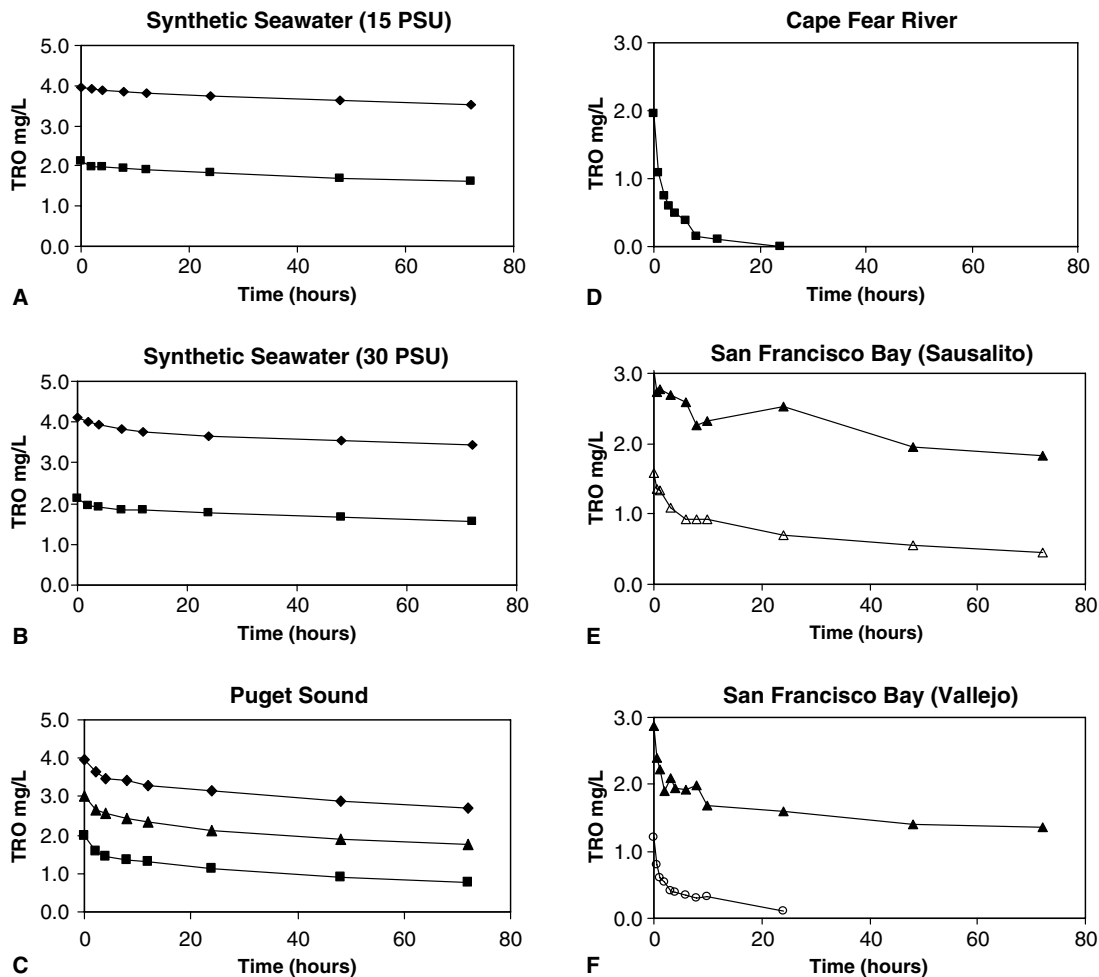 Synthetic Seawater (15 PSU)
5.0
4.0
3.0
2.0
1.0
0.0
TRO mg/L
0 20 40 60 80
Time (hours)
A
Synthetic Seawater (30 PSU)
5.0
4.0
3.0
2.0
1.0
0.0
TRO mg/L
0 20 40 60 80
Time (hours)
B
Puget Sound
5.0
4.0
3.0
2.0
1.0
0.0
TRO mg/L
0 20 40 60 80
Time (hours)
C
Cape Fear River
3.0
2.0
1.0
0.0
TRO mg/L
0 20 40 60 80
Time (hours)
D
San Francisco Bay (Sausalito)
3.0
2.0
1.0
0.0
TRO mg/L
0 20 40 60 80
Time (hours)
E
San Francisco Bay (Vallejo)
3.0
2.0
1.0
0.0
TRO mg/L
0 20 40 60 80
Time (hours)
F